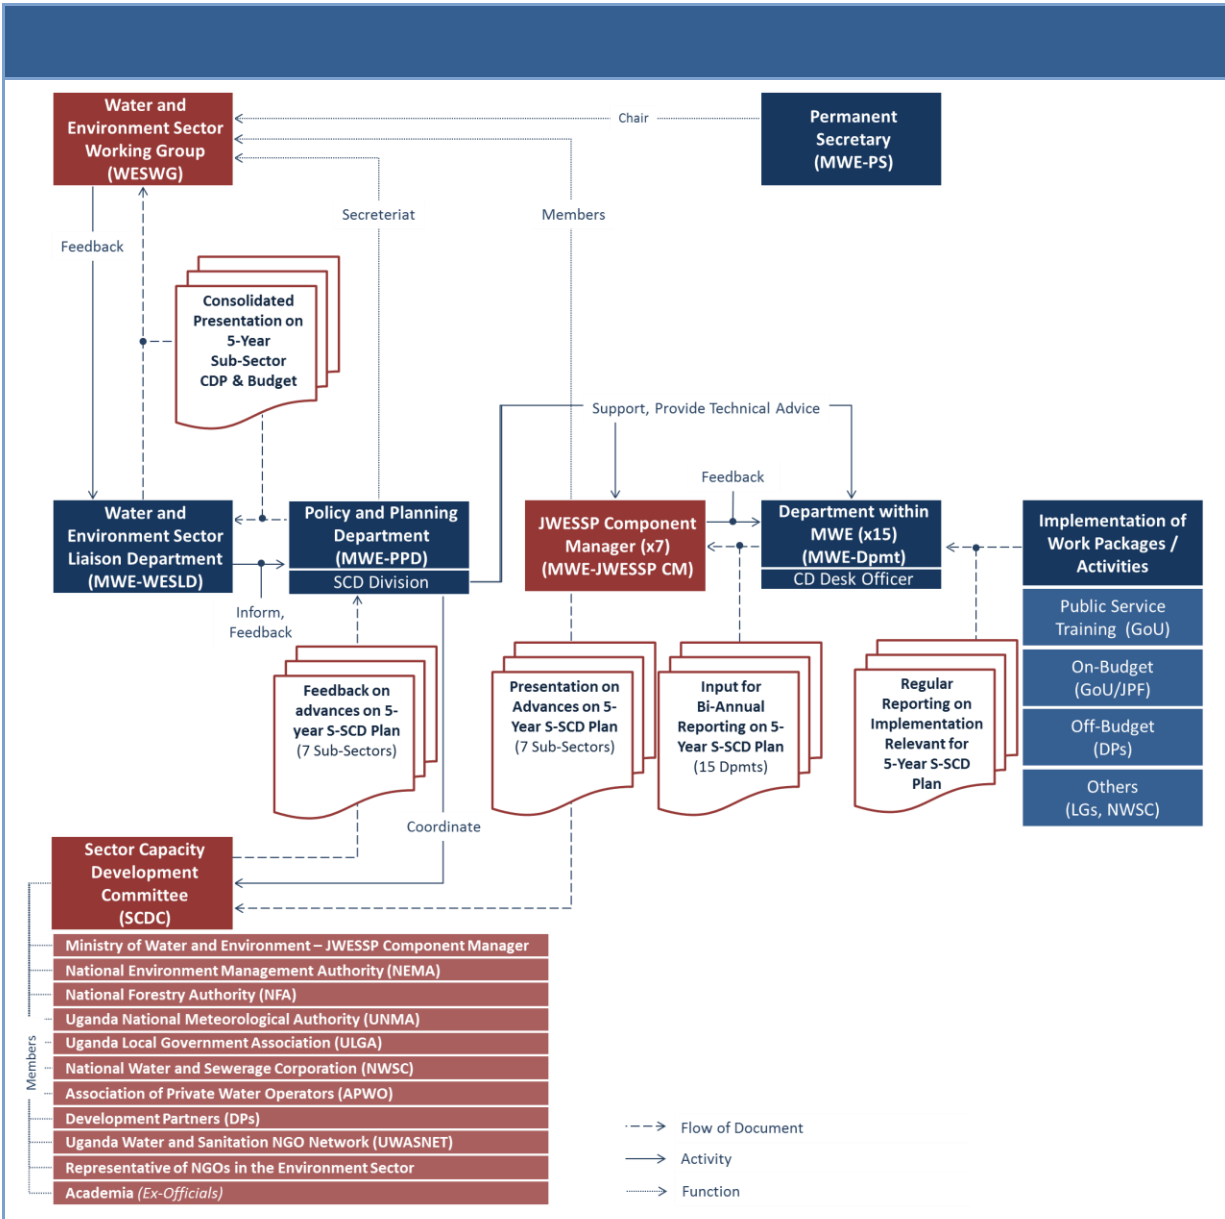 Water and
Environment Sector
Working Group
(WESWG)
Chair
Permanent
Secretary
(MWE-PS)
Feedback
Secreteriat
Members
Consolidated
Presentation on
5-Year
Sub-Sector
CDP & Budget
Support, Provide Technical Advice
Feedback
Water and
Environment Sector
Liaison Department
(MWE-WESLD)
Policy and Planning
Department
(MWE-PPD)
SCD Division
JWESSP Component
Manager (x7)
(MWE-JWESSP CM)
Department within
MWE (x15)
(MWE-Dpmt)
CD Desk Officer
Implementation of
Work Packages /
Activities
Public Service
Training (GoU)
On-Budget
(GoU/JPF)
Off-Budget
(DPs)
Others
(LGs, NWSC)
Inform,
Feedback
Feedback on
advances on 5-
year S-SCD Plan
(7 Sub-Sectors)
Presentation on
Advances on 5-
Year S-SCD Plan
(7 Sub-Sectors)
Input for
Bi-Annual
Reporting on 5-
Year S-SCD Plan
(15 Dpmts)
Regular
Reporting on
Implementation
Relevant for
5-Year S-SCD
Plan
Coordinate
Sector Capacity
Development
Committee
(SCDC)
Members
Ministry of Water and Environment – JWESSP Component Manager
National Environment Management Authority (NEMA)
National Forestry Authority (NFA)
Uganda National Meteorological Authority (UNMA)
Uganda Local Government Association (ULGA)
National Water and Sewerage Corporation (NWSC)
Association of Private Water Operators (APWO)
Development Partners (DPs)
Uganda Water and Sanitation NGO Network (UWASNET)
Representative of NGOs in the Environment Sector
Academia (Ex-Officials)
Flow of Document
Activity
Function